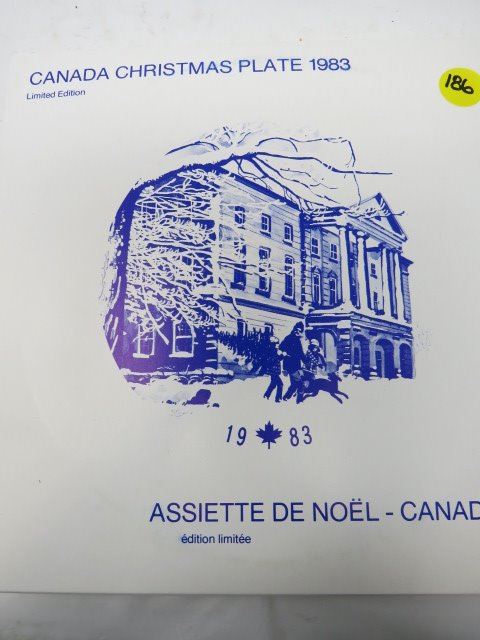 CANADA CHRISTMAS PLATE 1983
Limited Edition
186
19 83
ASSIETTE DE NOËL - CANAD
édition limitée